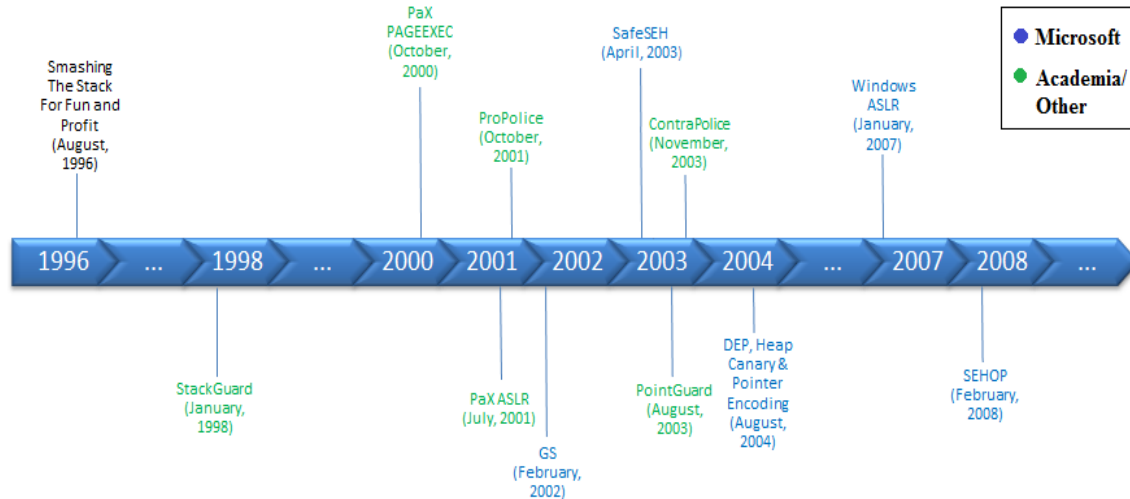 PaX
PAGEEXEC
(October,
2000)
SafeSEH
(April, 2003)
Microsoft
Academia/
Other
Smashing
The Stack
For Fun and
Profit
(August,
1996)
ProPolice
(October,
2001)
ContraPolice
(November,
2003)
Windows
ASLR
(January,
2007)
1996 ... 1998 ... 2000 2001 2002 2003 2004 ... 2007 2008 ...
StackGuard
(January,
1998)
PaX ASLR
(July, 2001)
GS
(February,
2002)
PointGuard
(August,
2003)
DEP, Heap
Canary &
Pointer
Encoding
(August,
2004)
SEHOP
(February,
2008)